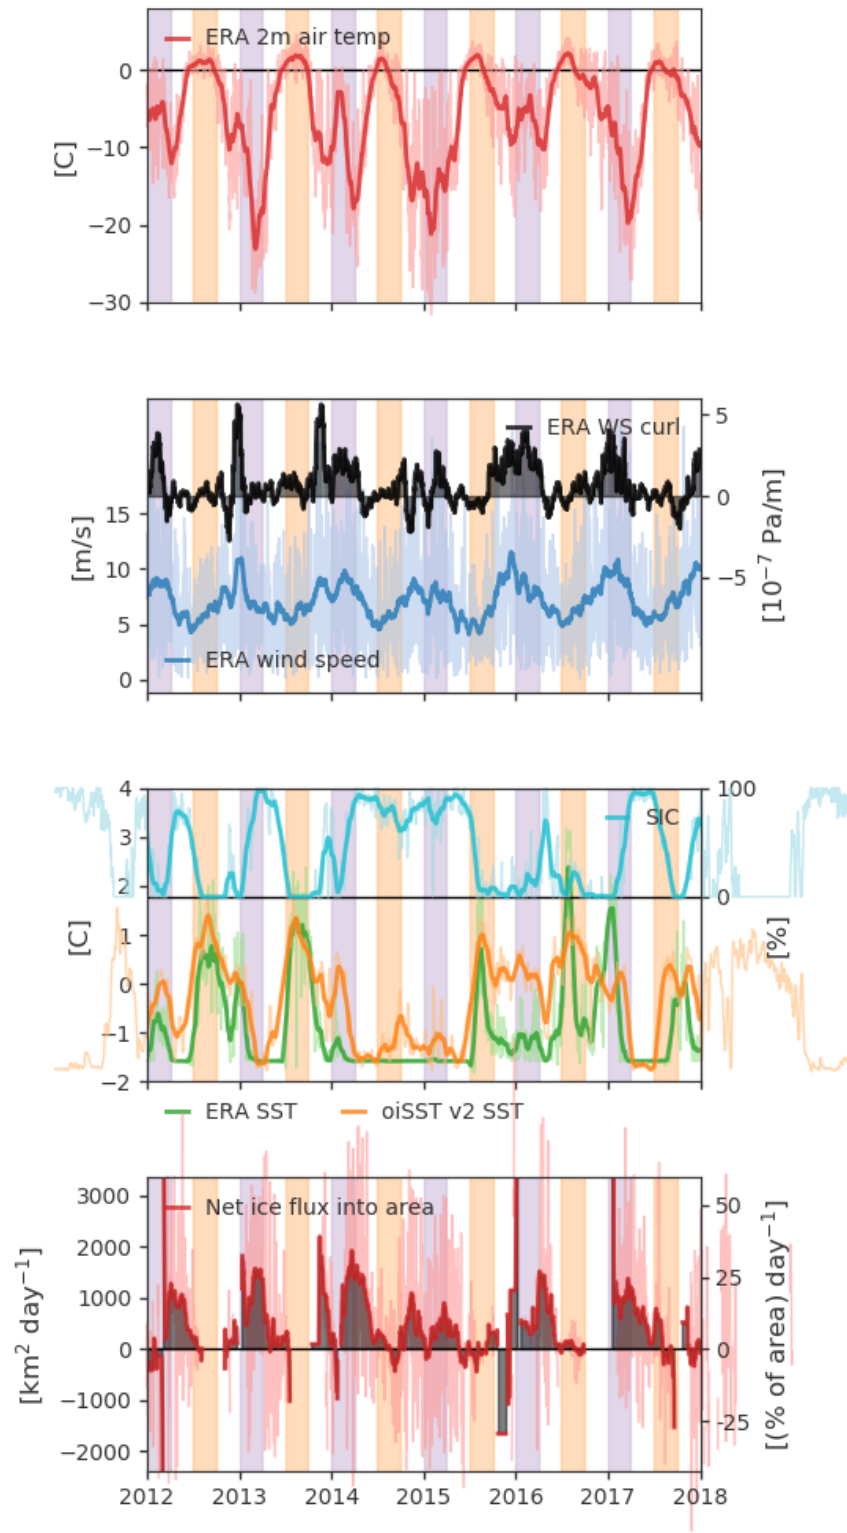 ERA 2m air temp
0
−10
−20
−30
[C]
ERA WS curl
5
0
−5
[10⁻⁷ Pa/m]
15
10
5
0
[m/s]
ERA wind speed
4
3
2
1
0
−1
−2
[C]
SIC
100
0
[%]
ERA SST
oiSST v2 SST
Net ice flux into area
3000
2000
1000
0
−1000
−2000
[km² day⁻¹]
50
25
0
-25
[(% of area) day⁻¹]
2012 2013 2014 2015 2016 2017 2018